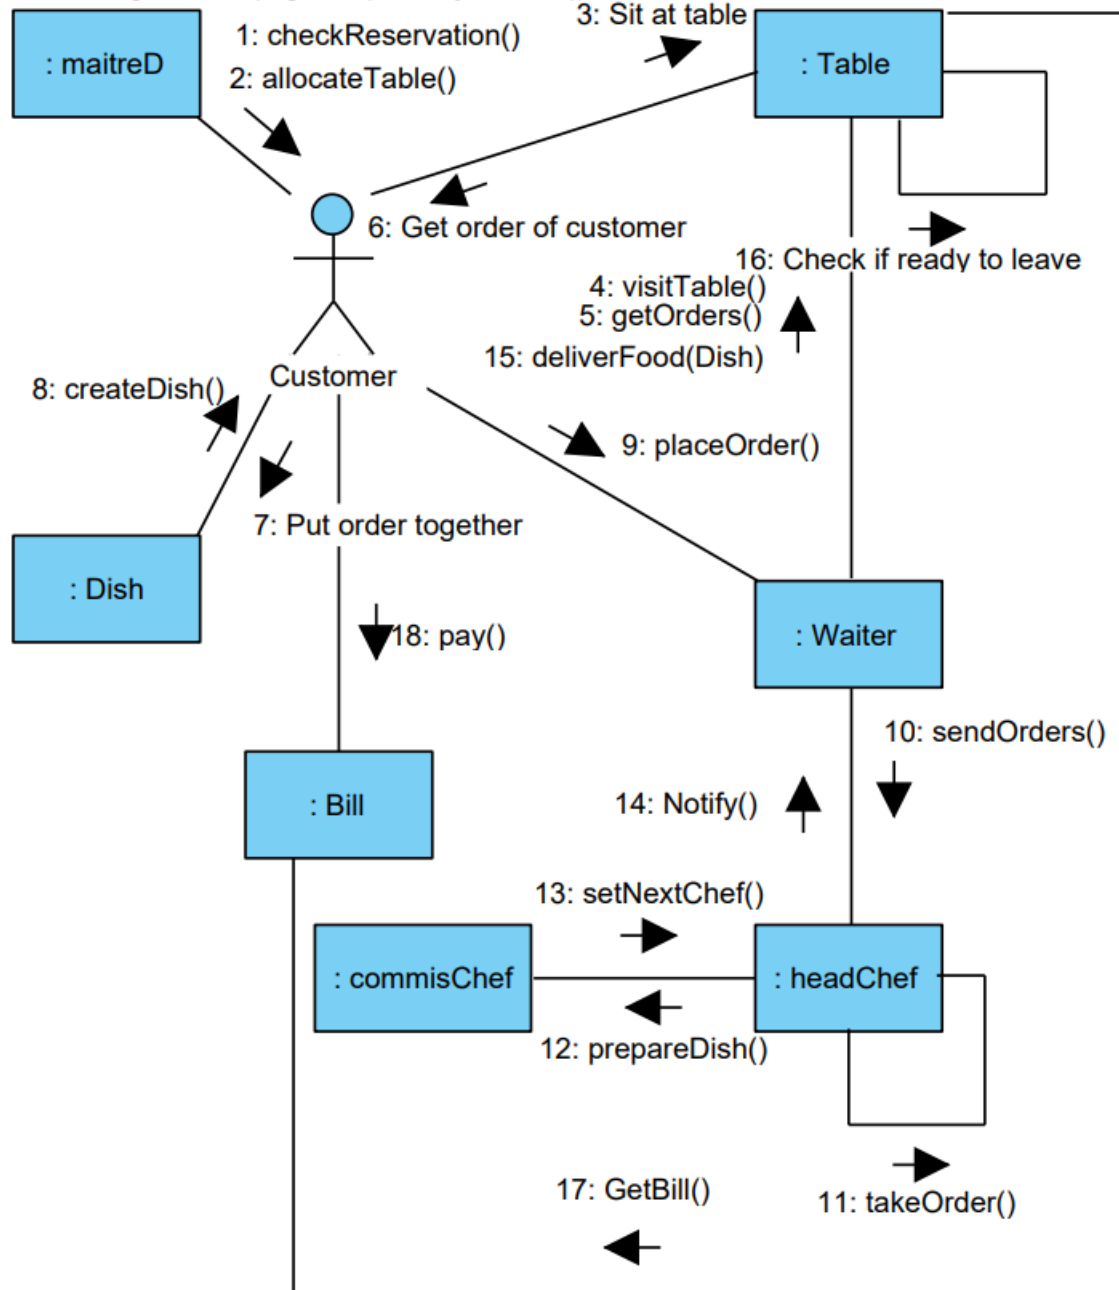 3: Sit at table
1: checkReservation()
: maitreD
: Table
2: allocateTable()
6: Get order of customer
16: Check if ready to leave
4: visitTable()
5: getOrders()
15: deliverFood(Dish)
Customer
8: createDish()
9: placeOrder()
7: Put order together
: Dish
18: pay()
: Waiter
10: sendOrders()
: Bill
14: Notify()
13: setNextChef()
: commisChef
: headChef
12: prepareDish()
17: GetBill()
11: takeOrder()